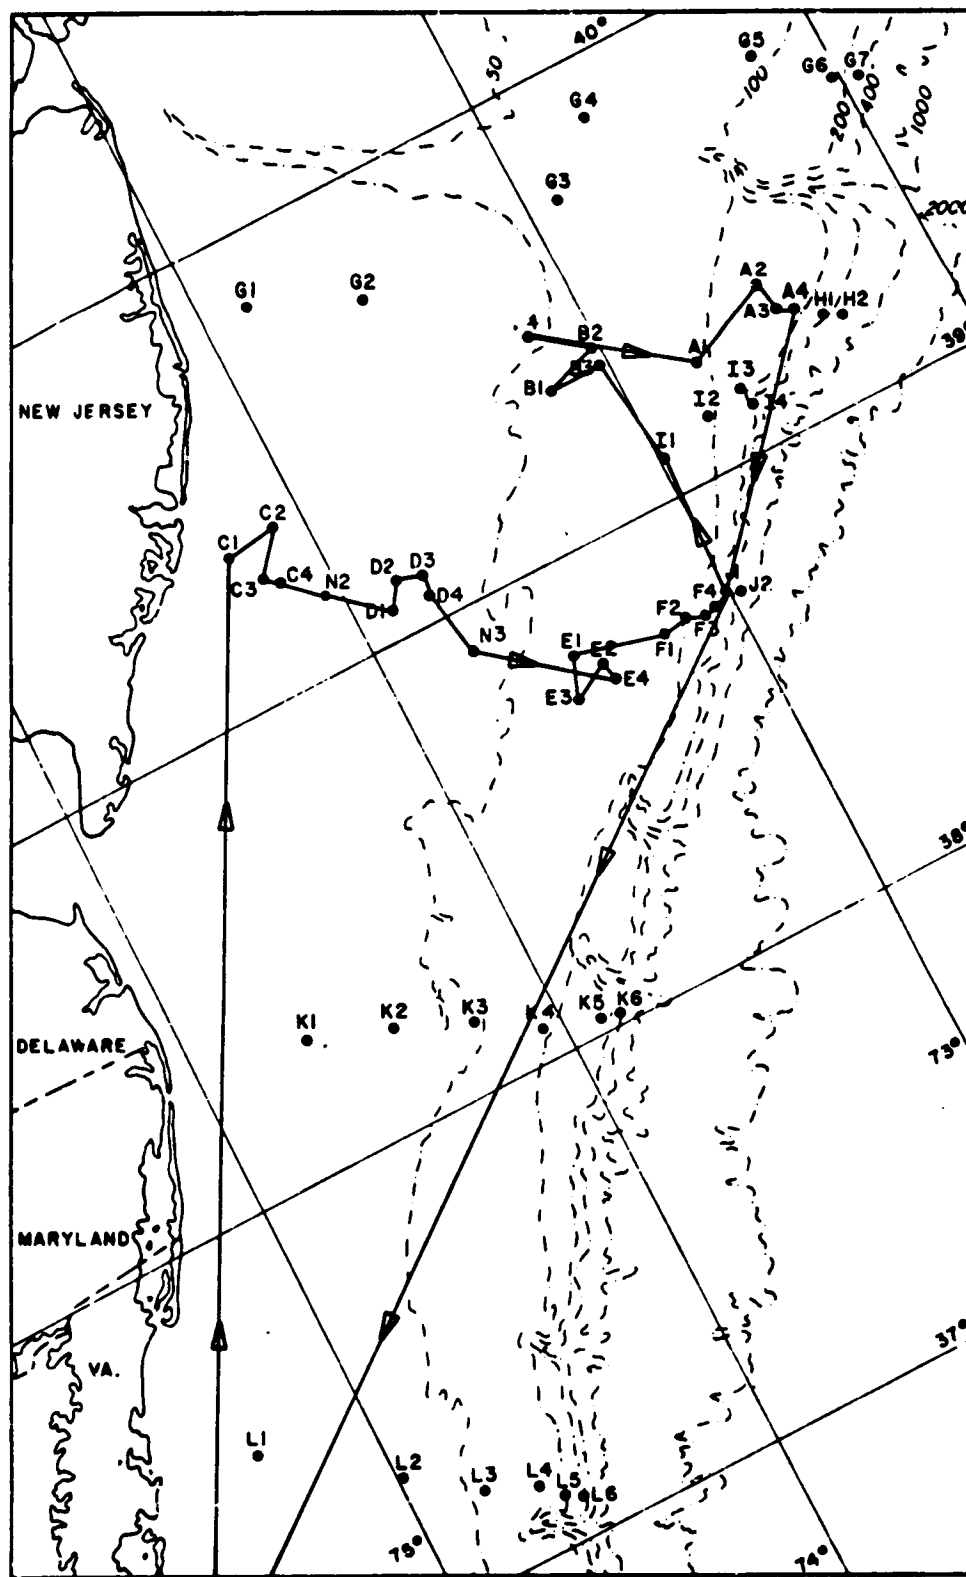 40°
G5
G6
G7
50
100
200
400
1000
G4
G3
2000
G1
G2
A2
A4
A3
H1/H2
4
B2
A1
39°
B1
I3
I4
I2
NEW JERSEY
I1
C2
C1
C3
C4
N2
D2
D3
D1
D4
J2
F4
F2
F3
F1
N3
E1
E2
E4
E3
38°
K1
K2
K3
K4
K5
K6
73°
DELAWARE
MARYLAND
VA.
37°
L1
L2
L3
L4
L5
L6
75°
74°